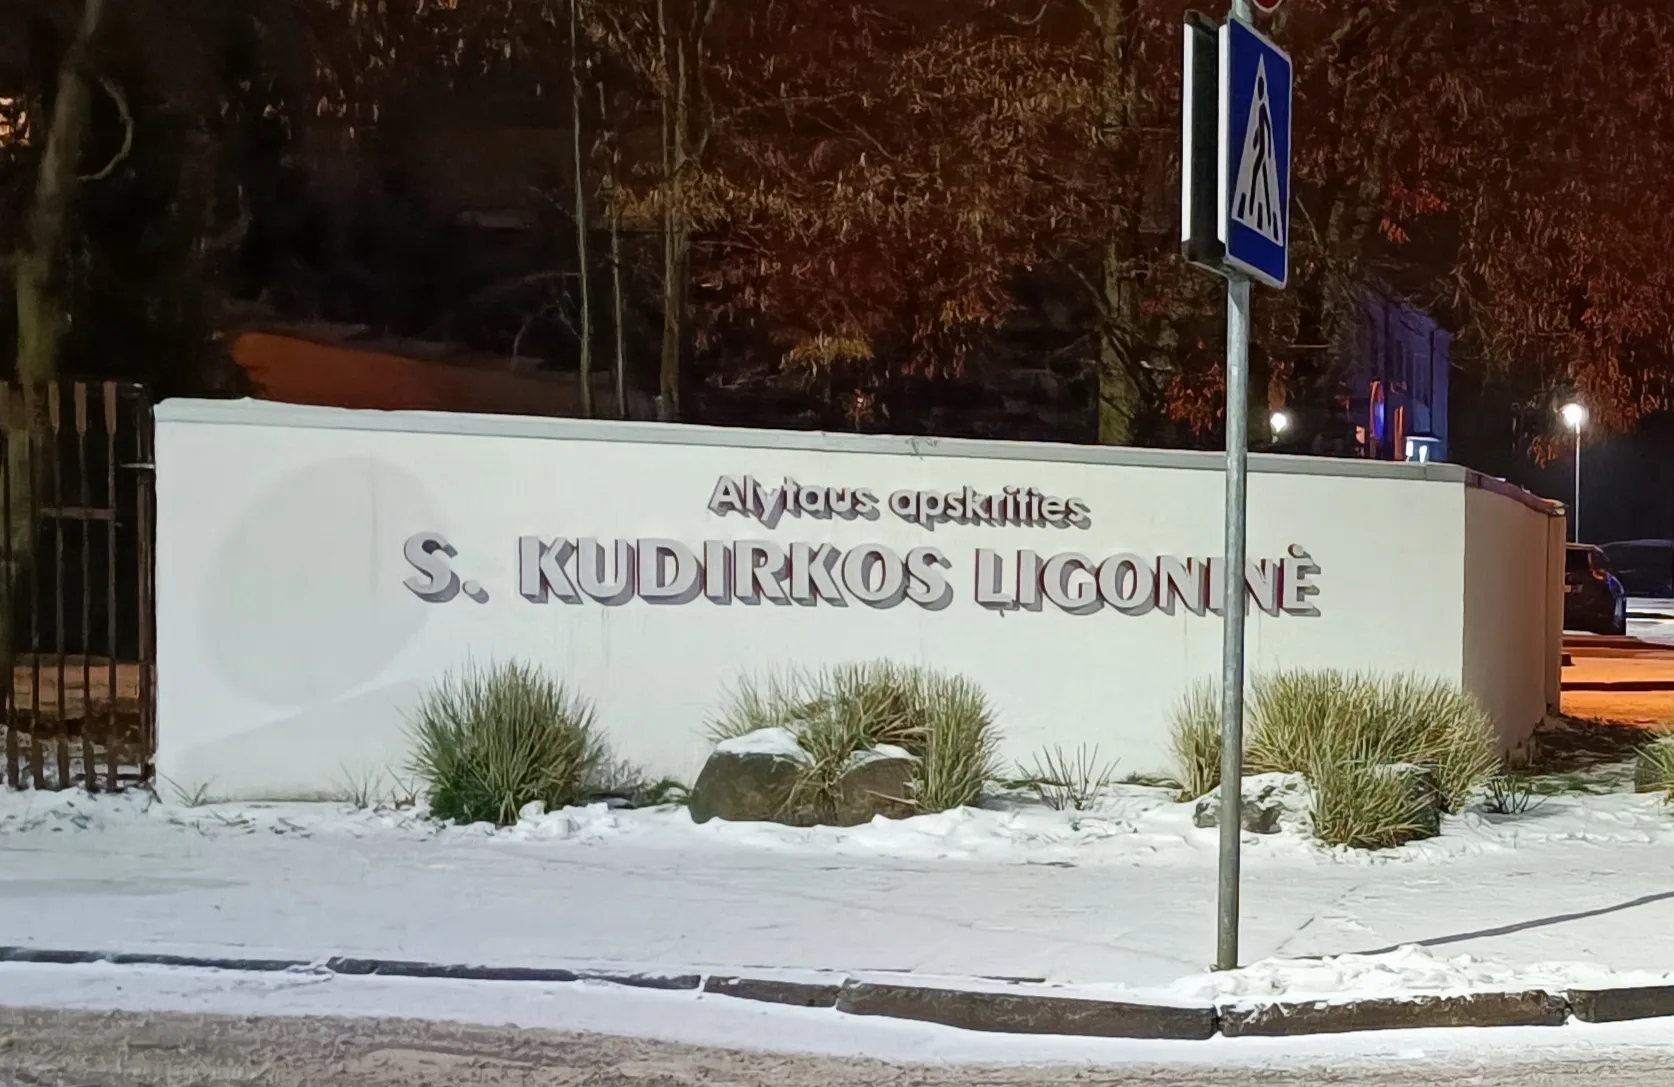 Alytaus apskrities
S. KUDIRKOS LIGONINĖ